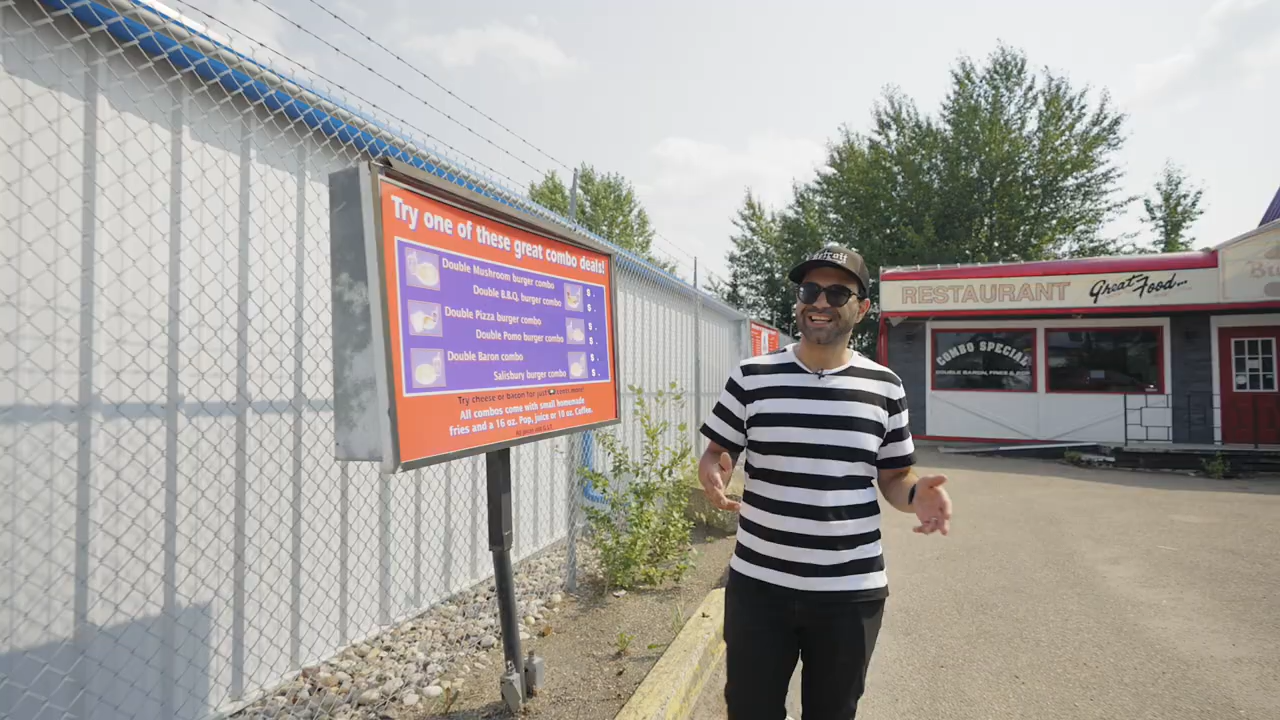 Try one of these great combo deals!
Double Mushroom burger combo
Double B.B.Q. burger combo
$ .
$ .
Double Pizza burger combo
Double Pomo burger combo
$ .
$ .
Double Baron combo
Salisbury burger combo
$ .
$ .
Try cheese or bacon for just
All combos come with small homemade
fries and a 16 oz. Pop, juice or 10 oz. Coffee.
RESTAURANT
Great Food...
Bu
COMBO SPECIAL
DOUBLE BARON, FRIES & POP